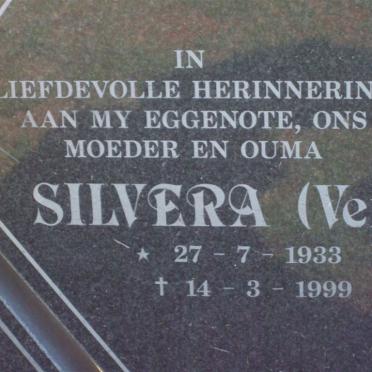 IN
LIEFDEVOLLE HERINNERIN
AAN MY EGGENOTE, ONS
MOEDER EN OUMA
SILVERA (Ve
★ 27 - 7 - 1933
✝ 14 - 3 - 1999